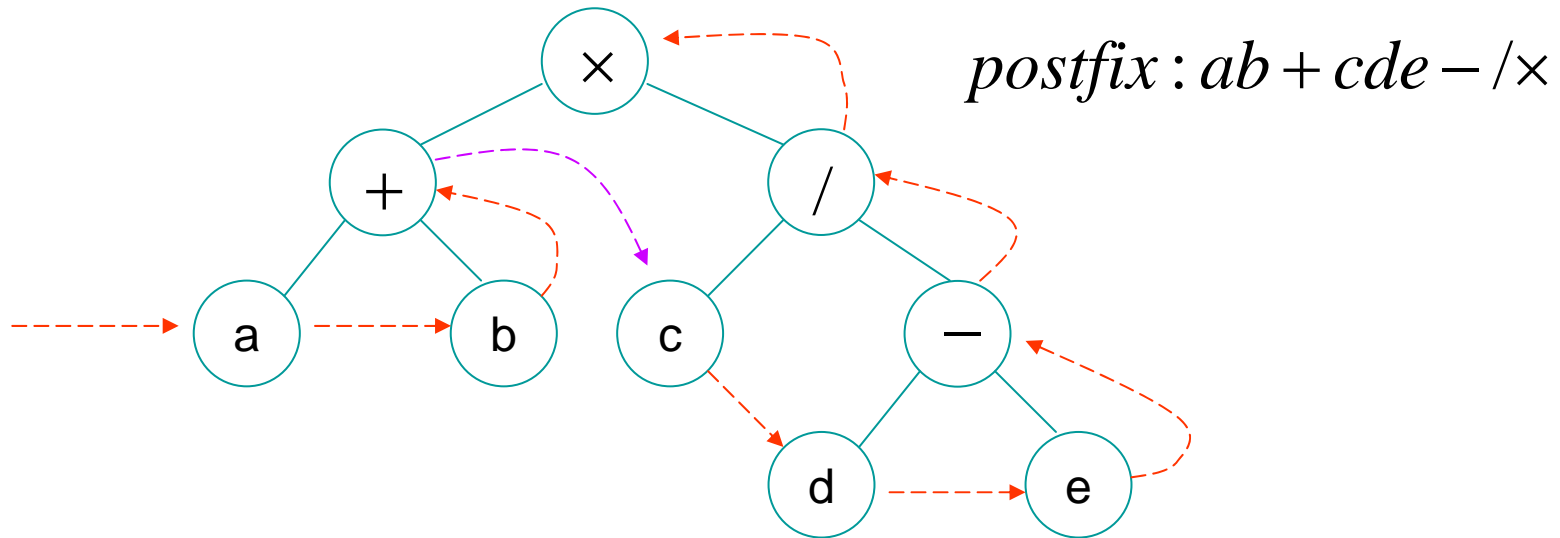 ×
postfix : ab + cde − / ×
+
/
a
b
c
−
d
e